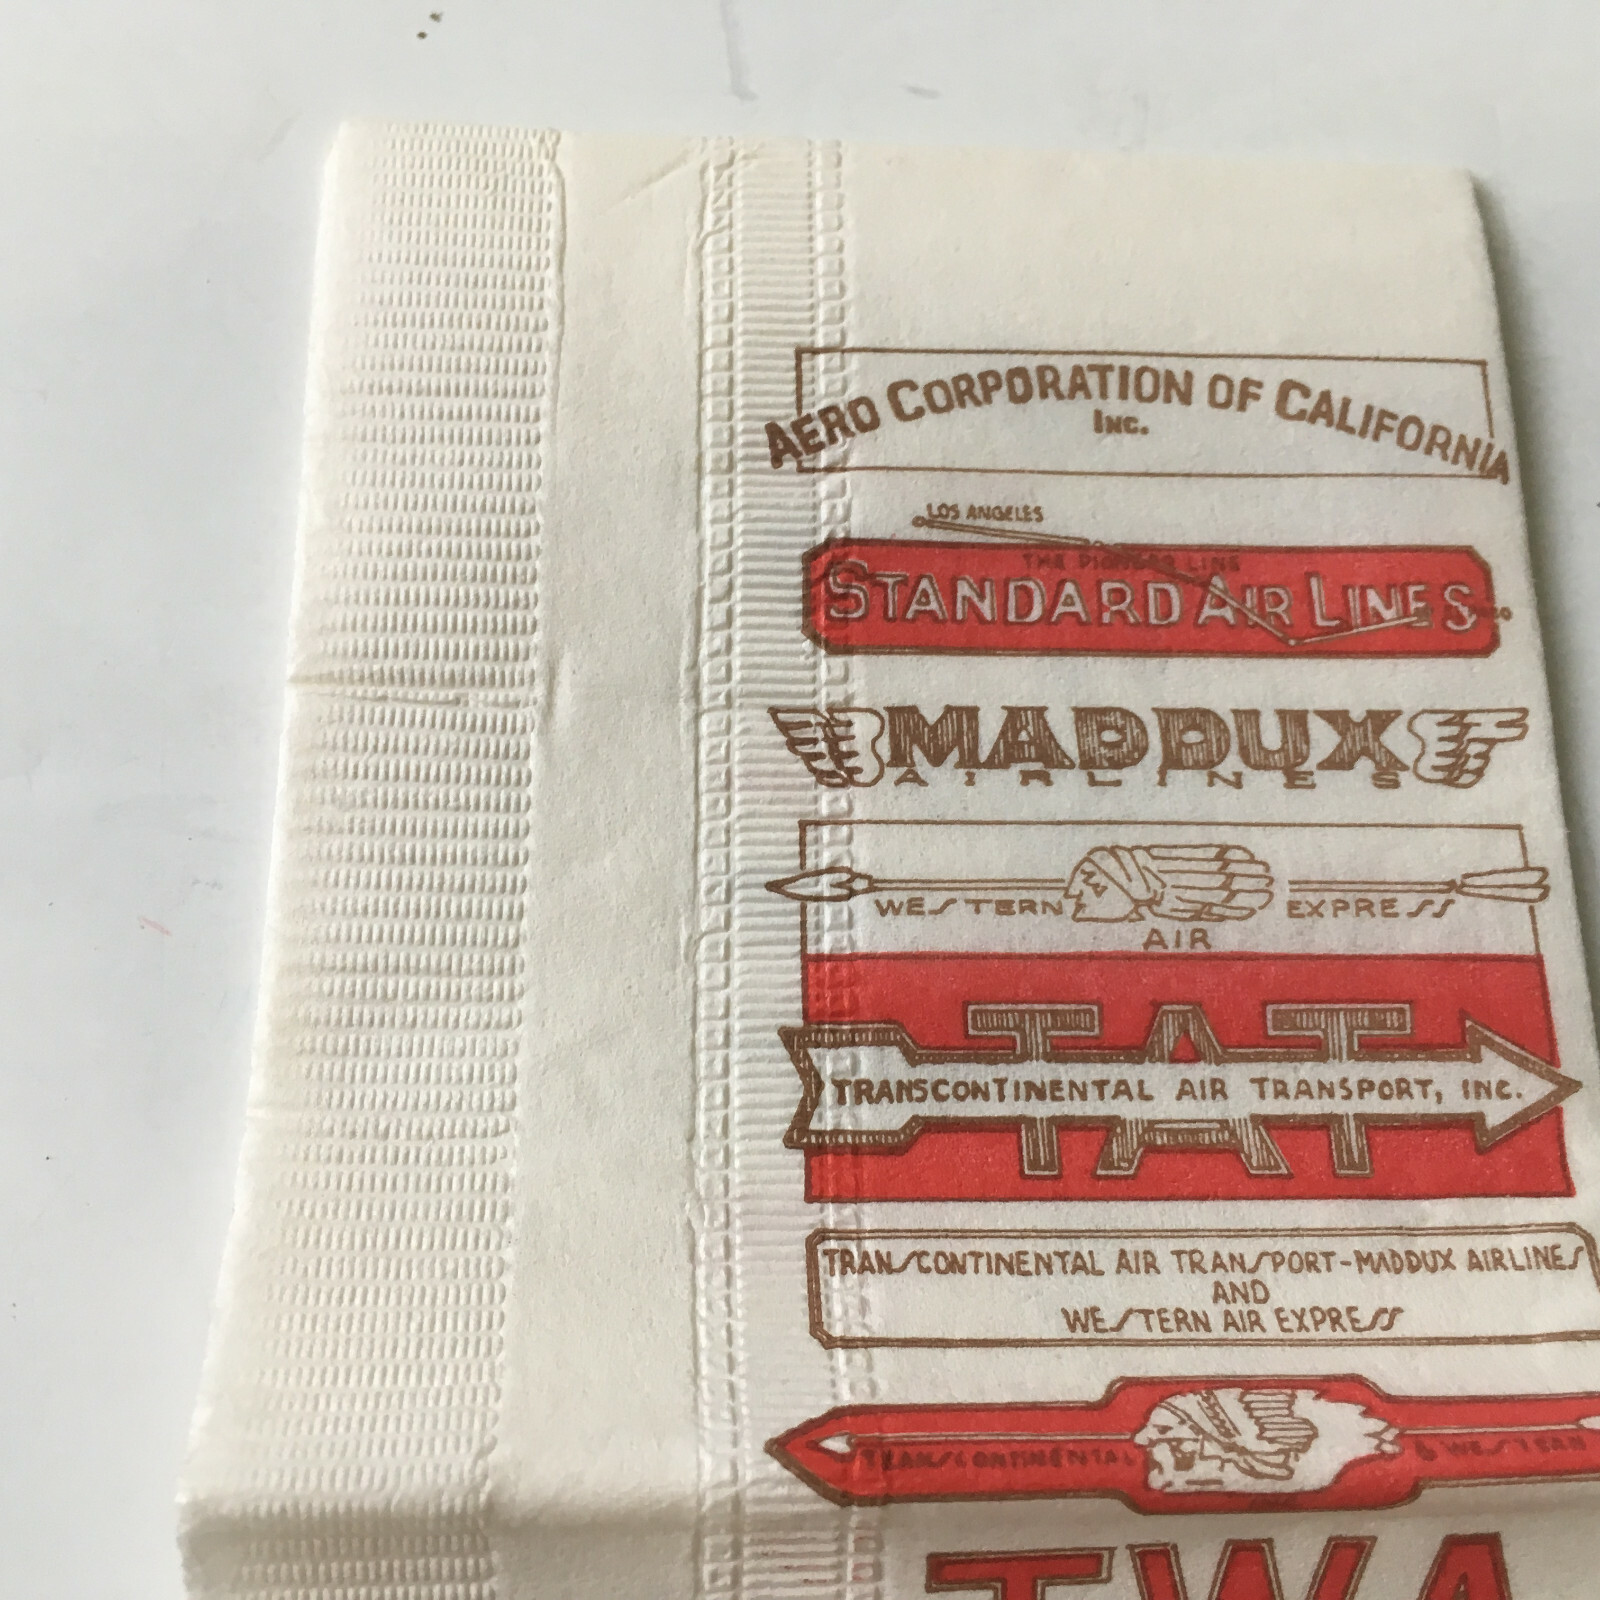 AERO CORPORATION OF CALIFORNIA
INC.
LOS ANGELES
THE PIONEER LINE
STANDARD AIR LINES
MADDUX
AIRLINES
WESTERN EXPRESS
AIR
TAT
TRANSCONTINENTAL AIR TRANSPORT, INC.
TRANSCONTINENTAL AIR TRANSPORT-MADDUX AIRLINES
AND
WESTERN AIR EXPRESS
TRANSCONTINENTAL & WESTERN
TWA